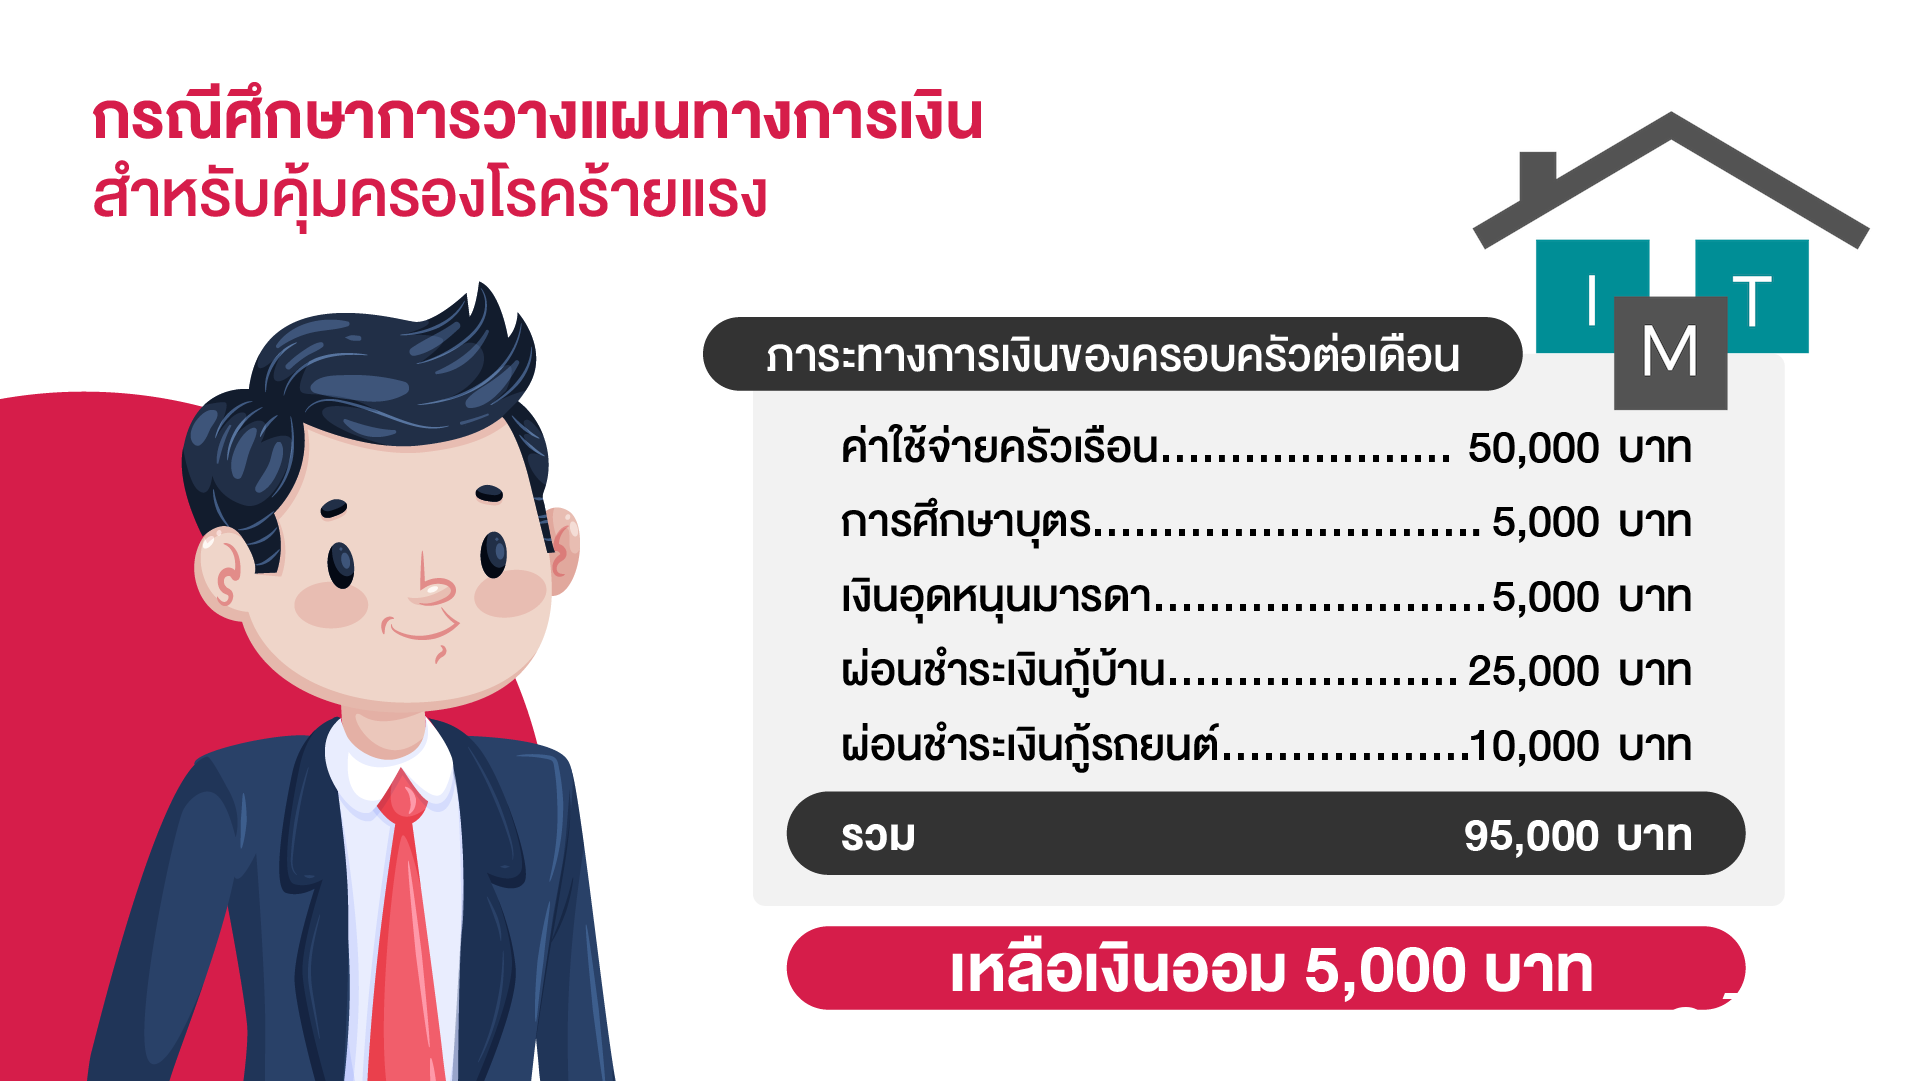 กรณีศึกษาการวางแผนทางการเงิน
สำหรับคุ้มครองโรคร้ายแรง
I M T
ภาระทางการเงินของครอบครัวต่อเดือน
ค่าใช้จ่ายครัวเรือน..................... 50,000 บาท
การศึกษาบุตร............................ 5,000 บาท
เงินอุดหนุนมารดา........................ 5,000 บาท
ผ่อนชำระเงินกู้บ้าน..................... 25,000 บาท
ผ่อนชำระเงินกู้รถยนต์..................10,000 บาท
รวม 95,000 บาท
เหลือเงินออม 5,000 บาท